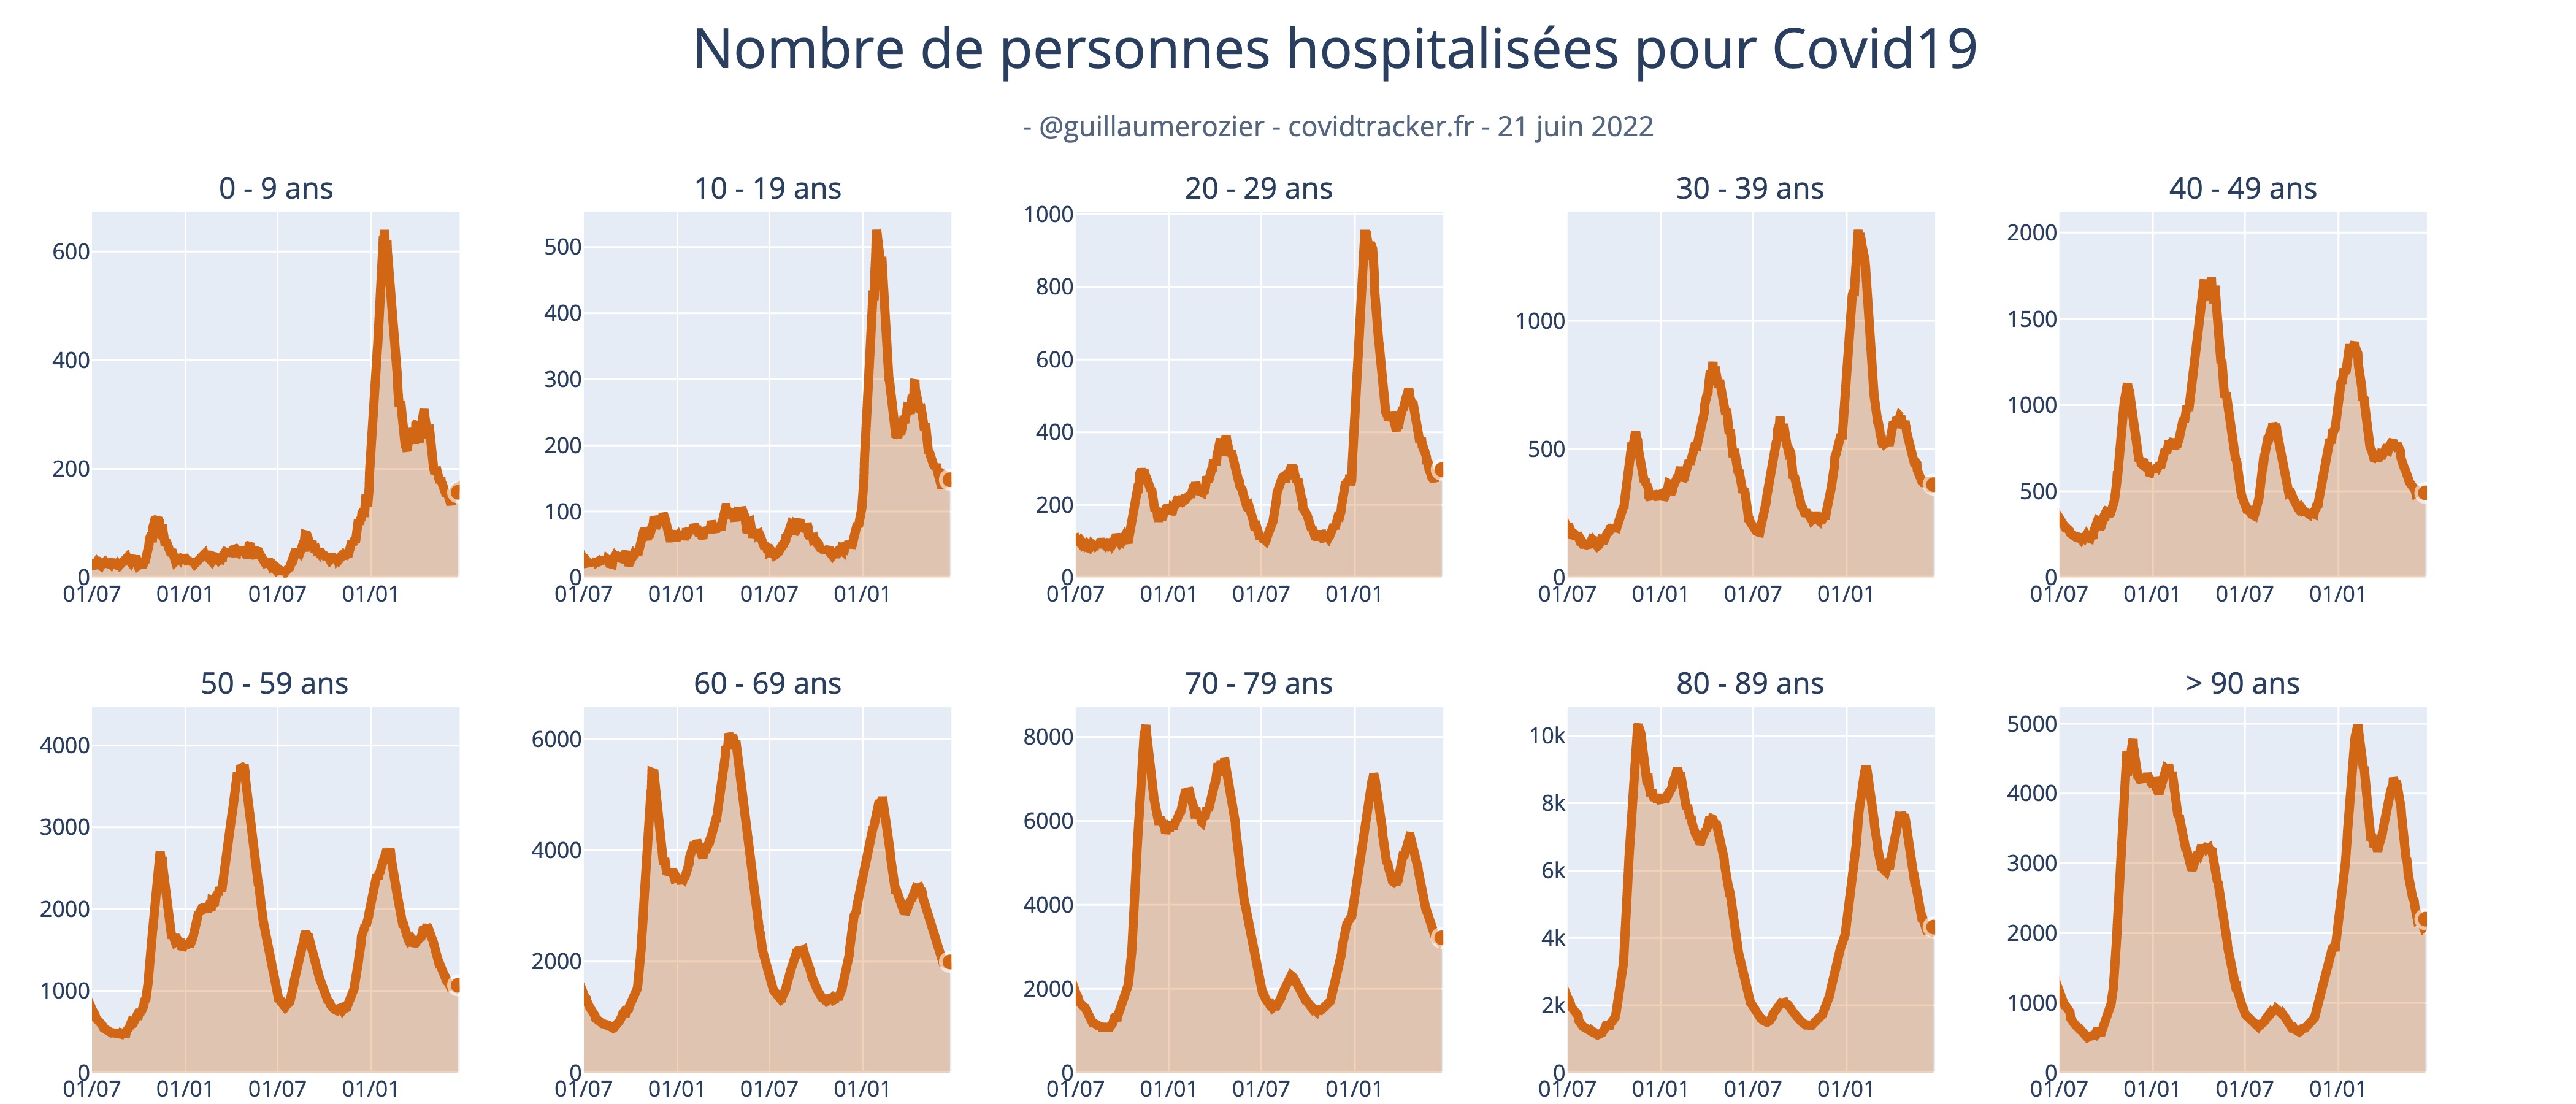 Nombre de personnes hospitalisées pour Covid19
- @guillaumerozier - covidtracker.fr - 21 juin 2022
0 - 9 ans
10 - 19 ans
20 - 29 ans
30 - 39 ans
40 - 49 ans
600
400
200
0
01/07 01/01 01/07 01/01
500
400
300
200
100
0
01/07 01/01 01/07 01/01
1000
800
600
400
200
0
01/07 01/01 01/07 01/01
1000
500
0
01/07 01/01 01/07 01/01
2000
1500
1000
500
0
01/07 01/01 01/07 01/01
50 - 59 ans
60 - 69 ans
70 - 79 ans
80 - 89 ans
> 90 ans
4000
3000
2000
1000
0
01/07 01/01 01/07 01/01
6000
4000
2000
0
01/07 01/01 01/07 01/01
8000
6000
4000
2000
0
01/07 01/01 01/07 01/01
10k
8k
6k
4k
2k
0
01/07 01/01 01/07 01/01
5000
4000
3000
2000
1000
0
01/07 01/01 01/07 01/01